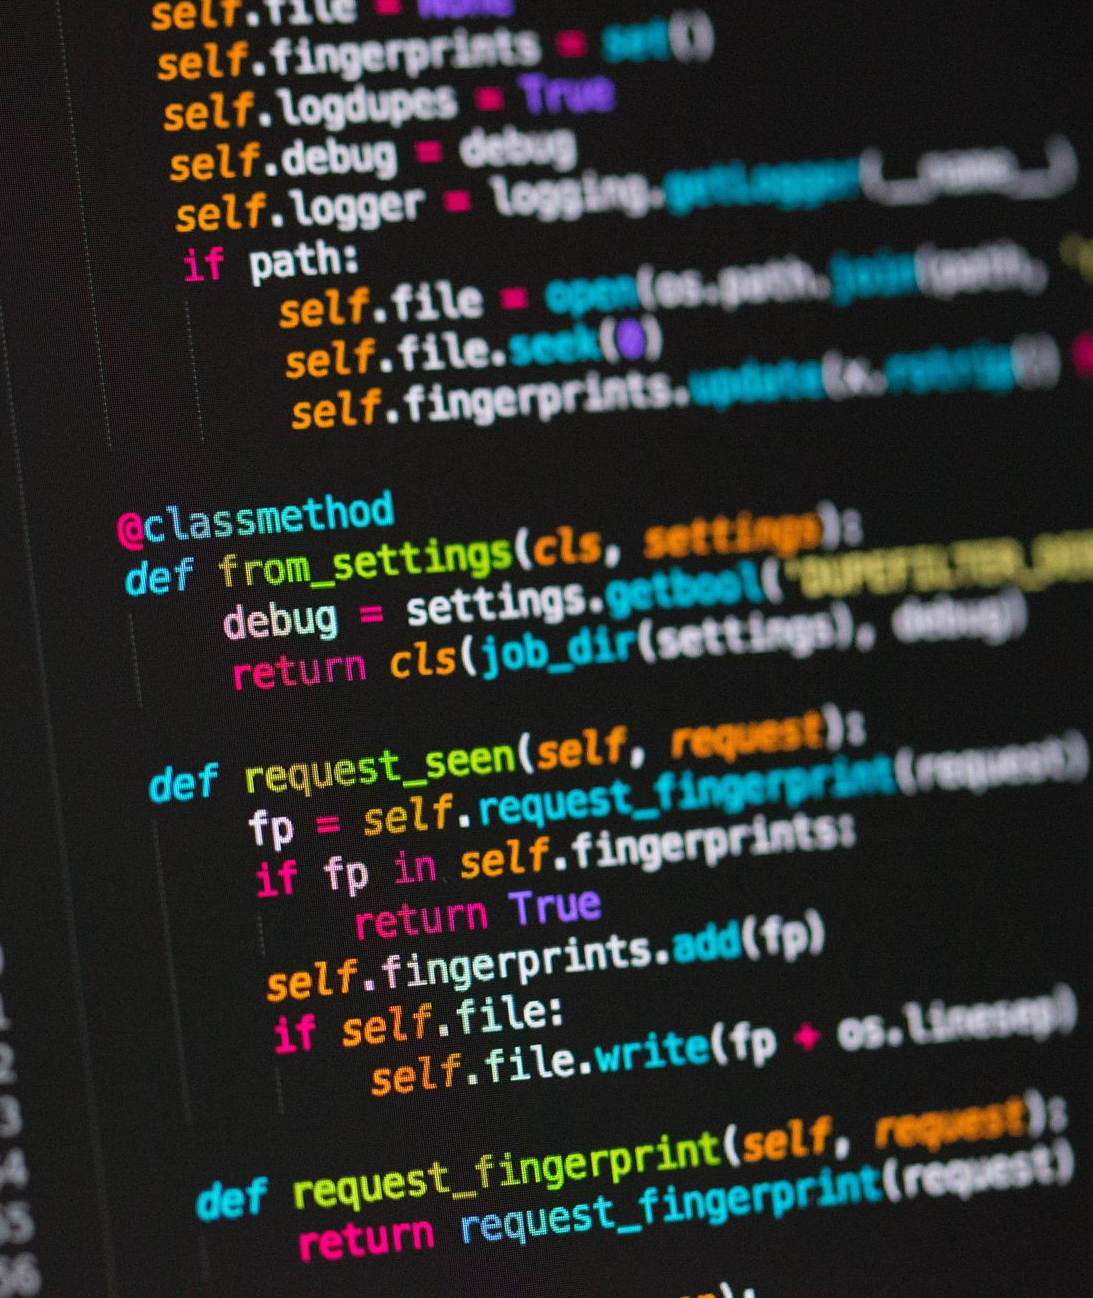 self.file = None
self.fingerprints = set()
self.logdupes = True
self.debug = debug
self.logger = logging.getLogger(__name__)
if path:
self.file = open(os.path.join(path, '
self.file.seek(0)
self.fingerprints.update(x.rstrip()
@classmethod
def from_settings(cls, settings):
debug = settings.getbool("DUPEFILTER_
return cls(job_dir(settings), debug)
def request_seen(self, request):
fp = self.request_fingerprint(request)
if fp in self.fingerprints:
return True
self.fingerprints.add(fp)
if self.file:
self.file.write(fp + os.linesep)
def request_fingerprint(self, request):
return request_fingerprint(request)